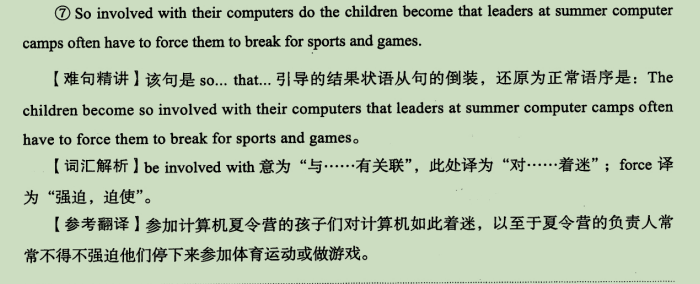 ⑦ So involved with their computers do the children become that leaders at summer computer
camps often have to force them to break for sports and games.
【难句精讲】该句是 so... that... 引导的结果状语从句的倒装，还原为正常语序是：The
children become so involved with their computers that leaders at summer computer camps often
have to force them to break for sports and games。
【词汇解析】be involved with 意为“与……有关联”，此处译为“对……着迷”；force 译
为“强迫，迫使”。
【参考翻译】参加计算机夏令营的孩子们对计算机如此着迷，以至于夏令营的负责人常
常不得不强迫他们停下来参加体育运动或做游戏。